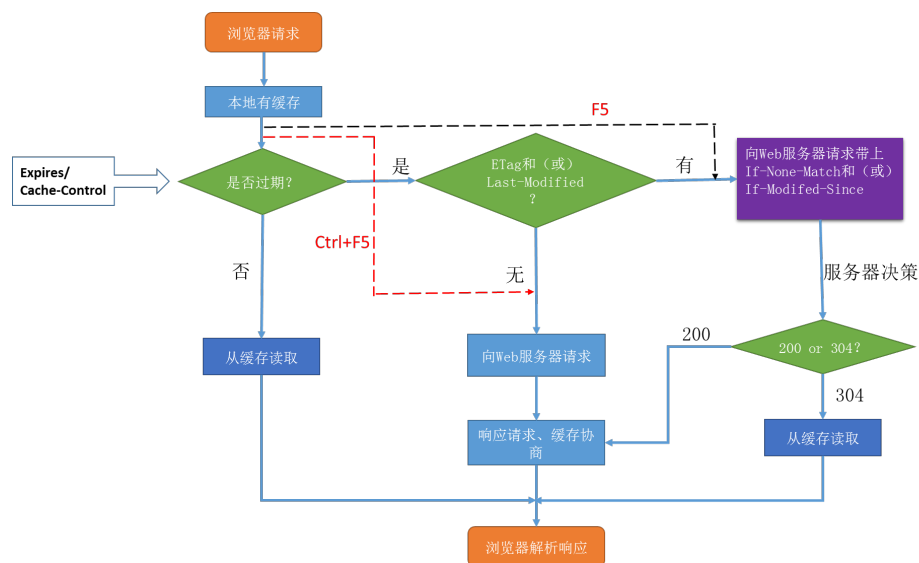 浏览器请求
本地有缓存
F5
Expires/
Cache-Control
是否过期？
是
ETag和（或）
Last-Modified
？
有
向Web服务器请求带上
If-None-Match和（或）
If-Modifed-Since
Ctrl+F5
否
无
服务器决策
从缓存读取
向Web服务器请求
200
200 or 304？
304
响应请求、缓存协
商
从缓存读取
浏览器解析响应